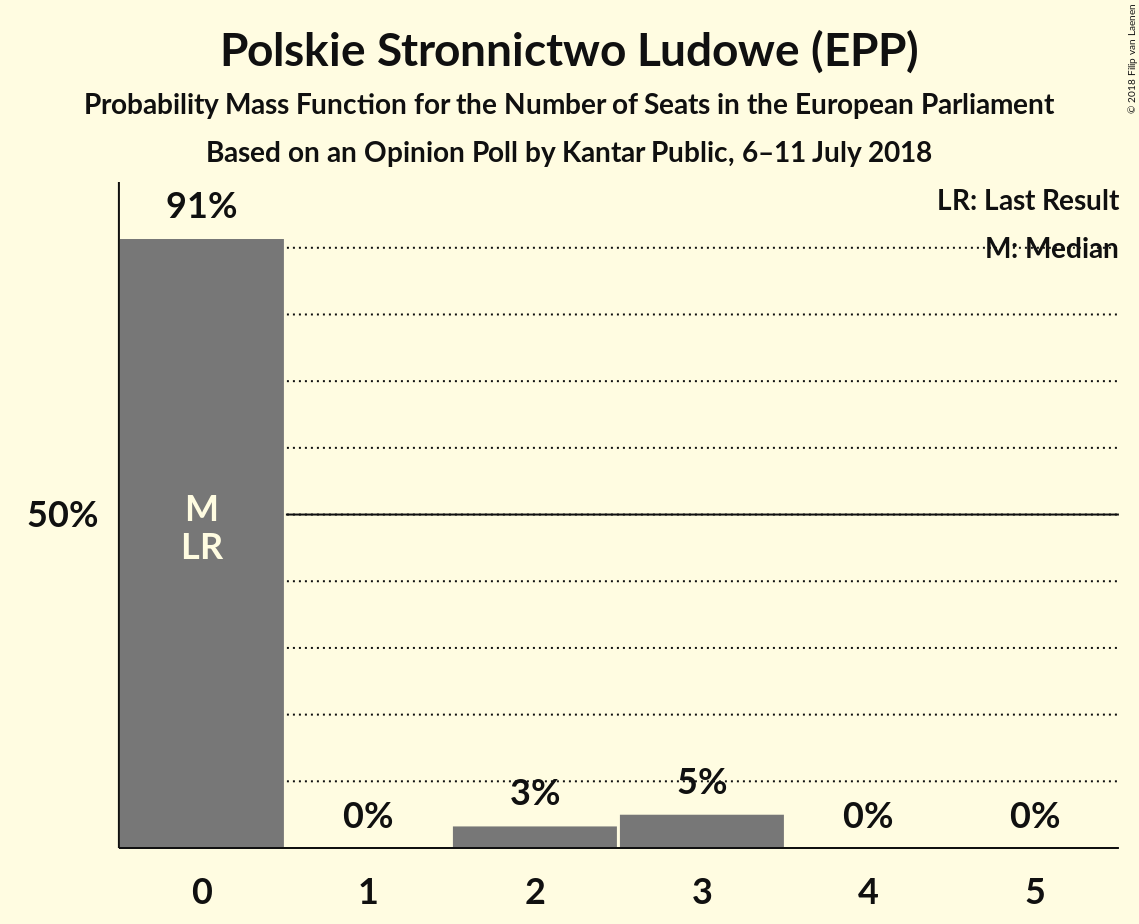 Polskie Stronnictwo Ludowe (EPP)
Probability Mass Function for the Number of Seats in the European Parliament
Based on an Opinion Poll by Kantar Public, 6–11 July 2018
© 2018 Filip van Laenen
LR: Last Result
M: Median
91%
50%
M
LR
0%
3%
5%
0%
0%
0 1 2 3 4 5